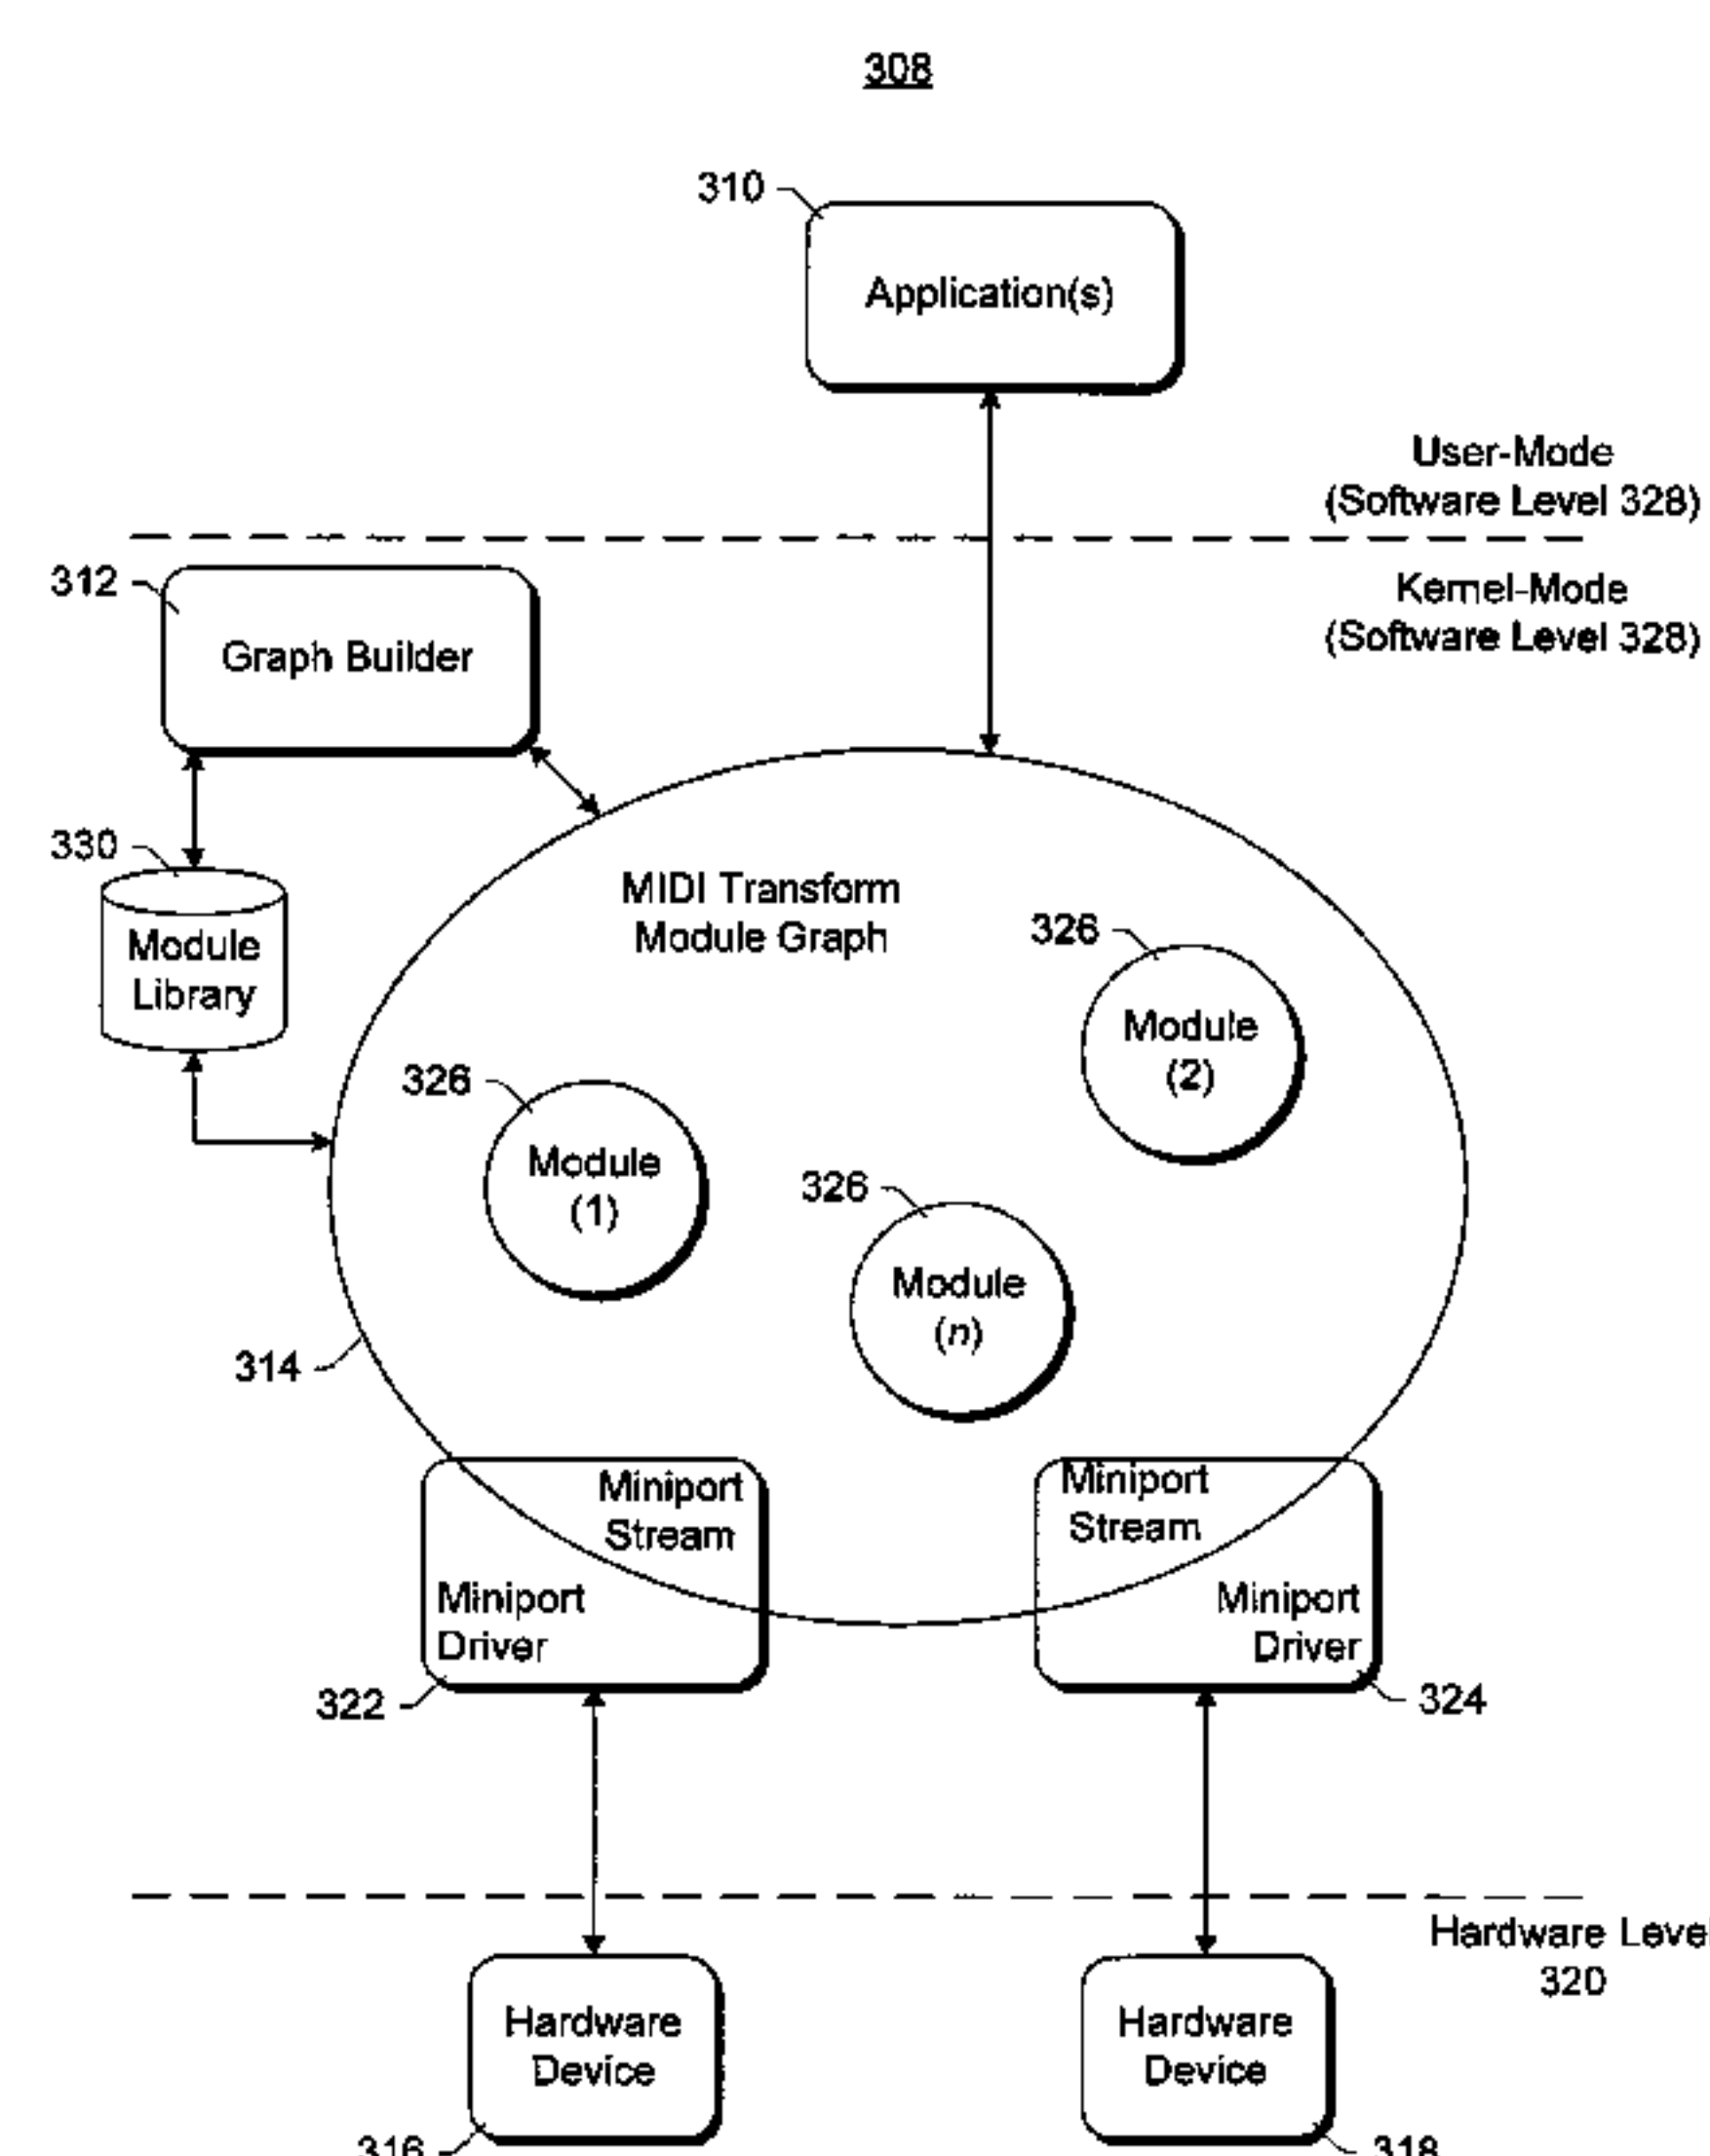 308
310
Application(s)
User-Mode
(Software Level 328)
312
Kernel-Mode
(Software Level 328)
Graph Builder
330
MIDI Transform
Module Graph
326
Module
Library
Module
(2)
326
Module
(1)
326
Module
(n)
314
Miniport
Stream
Miniport
Stream
Miniport
Driver
Miniport
Driver
322
324
Hardware Level
320
Hardware
Device
Hardware
Device
316
318